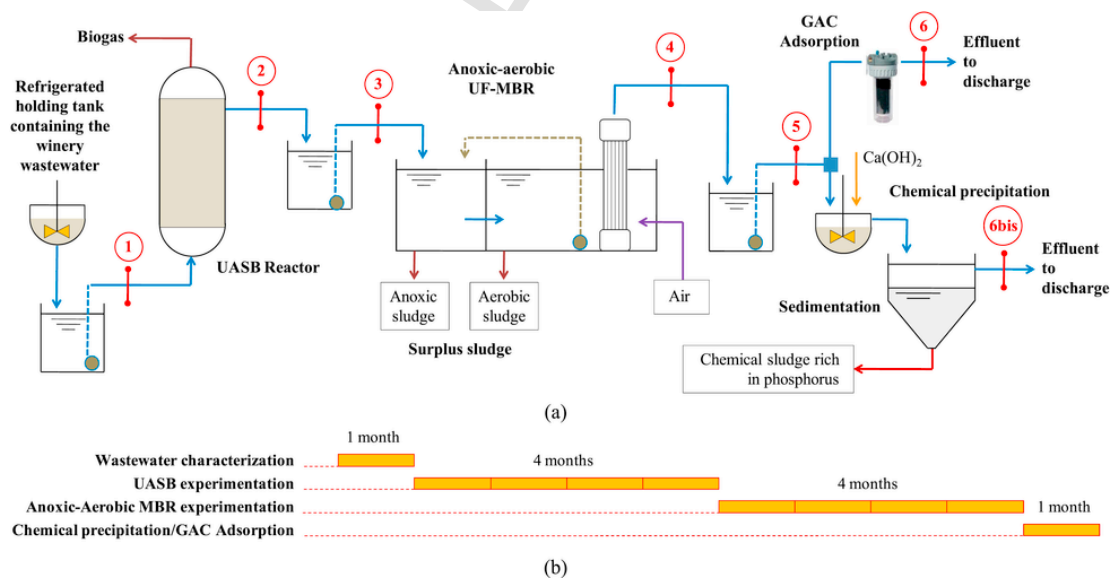 Biogas
Refrigerated
holding tank
containing the
winery
wastewater
1
UASB Reactor
2
3
Anoxic-aerobic
UF-MBR
Anoxic
sludge
Aerobic
sludge
Surplus sludge
Air
4
5
GAC
Adsorption
6
Effluent
to
discharge
Ca(OH)2
Chemical precipitation
6bis
Effluent
to
discharge
Sedimentation
Chemical sludge rich
in phosphorus
(a)
1 month
Wastewater characterization
4 months
UASB experimentation
4 months
Anoxic-Aerobic MBR experimentation
1 month
Chemical precipitation/GAC Adsorption
(b)